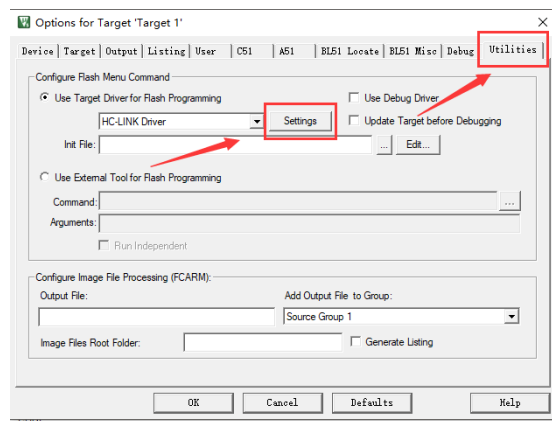 Options for Target 'Target 1'
Device Target Output Listing User C51 A51 BL51 Locate BL51 Misc Debug Utilities
Configure Flash Menu Command
Use Target Driver for Flash Programming
Use Debug Driver
HC-LINK Driver
Settings
Update Target before Debugging
Init File:
...
Edit...
Use External Tool for Flash Programming
Command:
...
Arguments:
Run Independent
Configure Image File Processing (FCARM):
Output File:
Add Output File to Group:
Source Group 1
Image Files Root Folder:
Generate Listing
OK
Cancel
Defaults
Help